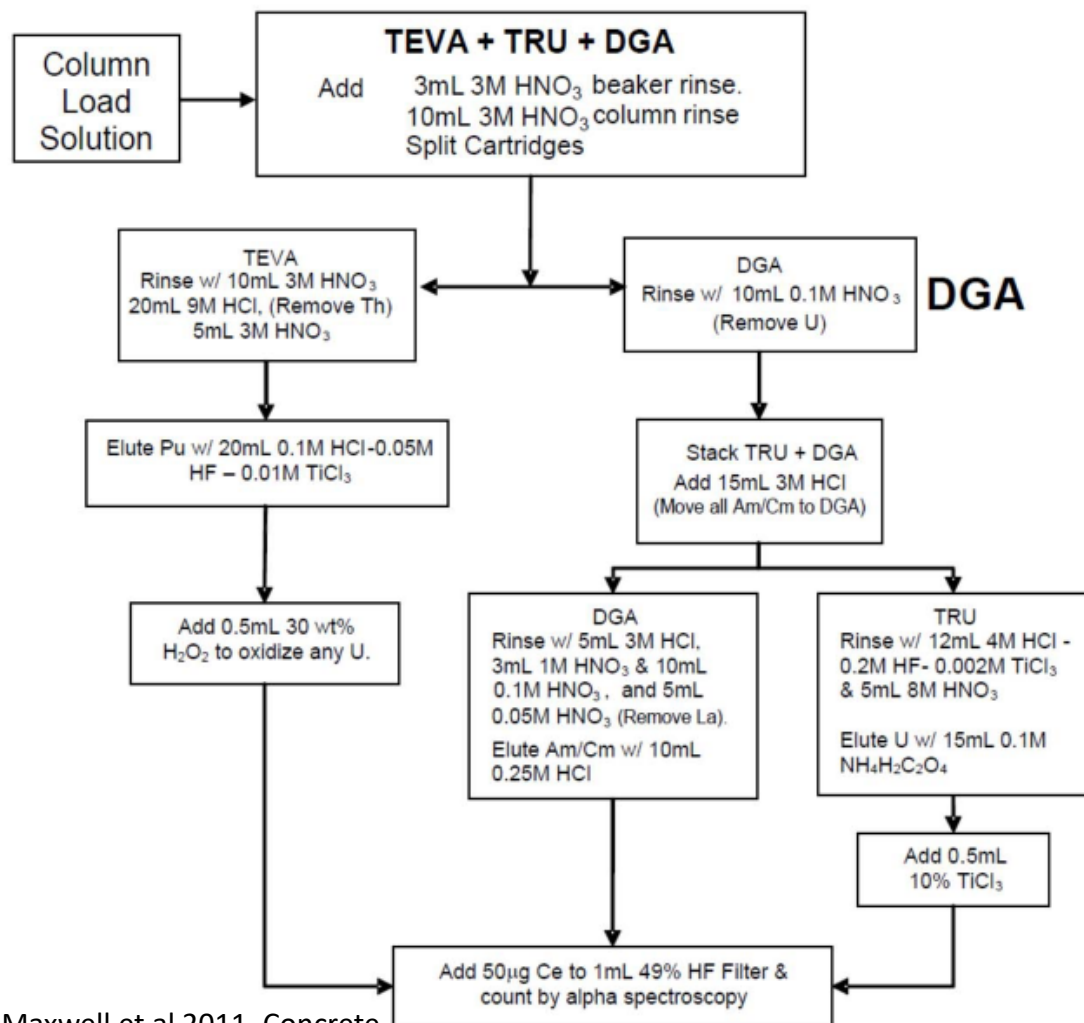 Column
Load
Solution
TEVA + TRU + DGA
Add 3mL 3M HNO₃ beaker rinse.
10mL 3M HNO₃ column rinse
Split Cartridges
TEVA
Rinse w/ 10mL 3M HNO₃
20mL 9M HCl, (Remove Th)
5mL 3M HNO₃
DGA
Rinse w/ 10mL 0.1M HNO₃
(Remove U)
DGA
Elute Pu w/ 20mL 0.1M HCl-0.05M
HF – 0.01M TiCl₃
Stack TRU + DGA
Add 15mL 3M HCl
(Move all Am/Cm to DGA)
Add 0.5mL 30 wt%
H₂O₂ to oxidize any U.
DGA
Rinse w/ 5mL 3M HCl,
3mL 1M HNO₃ & 10mL
0.1M HNO₃ , and 5mL
0.05M HNO₃ (Remove La).
Elute Am/Cm w/ 10mL
0.25M HCl
TRU
Rinse w/ 12mL 4M HCl -
0.2M HF- 0.002M TiCl₃
& 5mL 8M HNO₃
Elute U w/ 15mL 0.1M
NH₄H₂C₂O₄
Add 0.5mL
10% TiCl₃
Add 50µg Ce to 1mL 49% HF Filter &
count by alpha spectroscopy
Maxwell et al 2011, Concrete